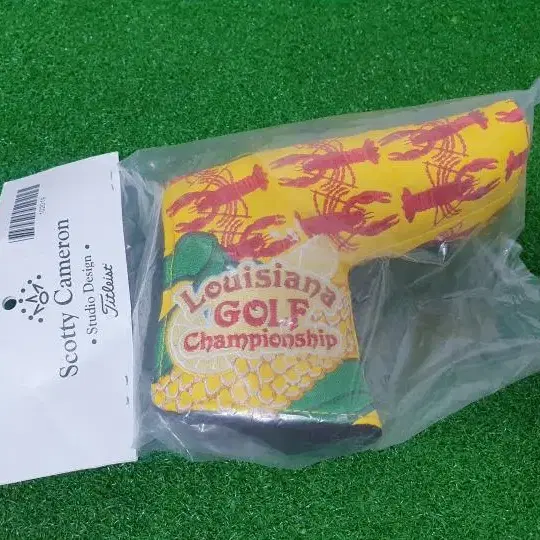 Scotty Cameron
• Studio Design •
Titleist
Louisiana
GOLF
Championship